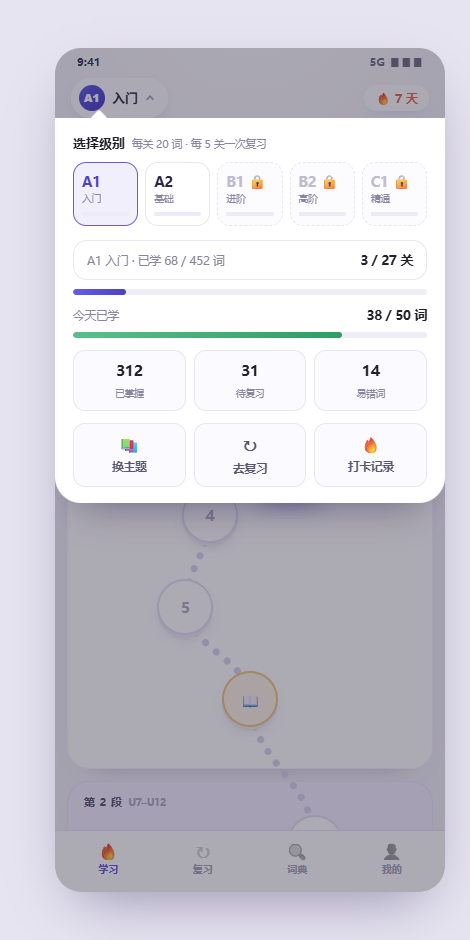 9:41 5G
A1 入门 7 天
选择级别 每关 20 词 · 每 5 关一次复习
A1 A2 B1 B2 C1
入门 基础 进阶 高阶 精通
A1 入门 · 已学 68 / 452 词 3 / 27 关
今天已学 38 / 50 词
312 31 14
已掌握 待复习 易错词
换主题 去复习 打卡记录
4
5
第 2 段 U7–U12
学习 复习 词典 我的